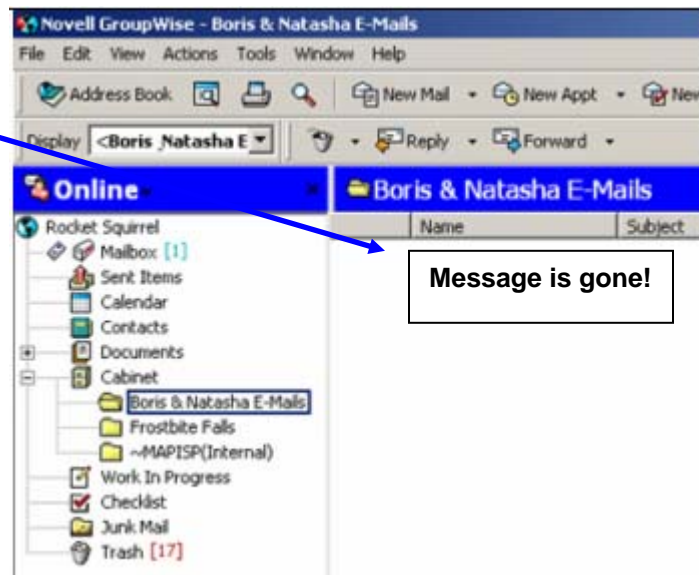 Novell GroupWise - Boris & Natasha E-Mails
File Edit View Actions Tools Window Help
Address Book New Mail New Appt New
Display <Boris Natasha E Reply Forward
Online Boris & Natasha E-Mails
Rocket Squirrel Name Subject
Mailbox [1]
Message is gone!
Sent Items
Calendar
Contacts
Documents
Cabinet
Boris & Natasha E-Mails
Frostbite Falls
~MAPISP(Internal)
Work In Progress
Checklist
Junk Mail
Trash [17]